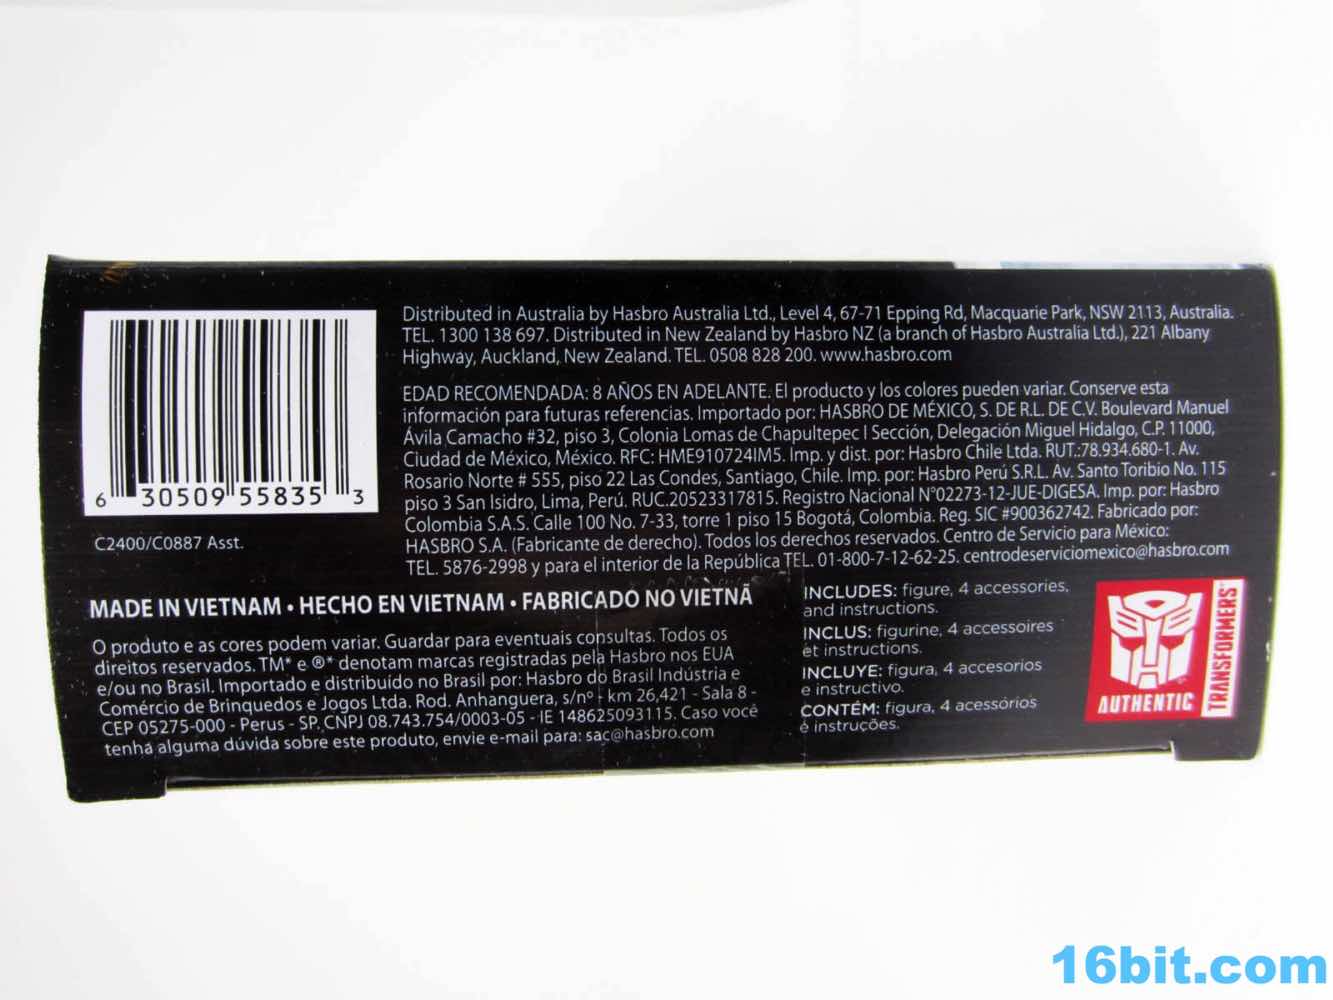 Distributed in Australia by Hasbro Australia Ltd., Level 4, 67-71 Epping Rd, Macquarie Park, NSW 2113, Australia.
TEL. 1300 138 697. Distributed in New Zealand by Hasbro NZ (a branch of Hasbro Australia Ltd.), 221 Albany
Highway, Auckland, New Zealand. TEL. 0508 828 200. www.hasbro.com
EDAD RECOMENDADA: 8 AÑOS EN ADELANTE. El producto y los colores pueden variar. Conserve esta
información para futuras referencias. Importado por: HASBRO DE MÉXICO, S. DE R.L. DE C.V. Boulevard Manuel
Ávila Camacho #32, piso 3, Colonia Lomas de Chapultepec I Sección, Delegación Miguel Hidalgo, C.P. 11000,
Ciudad de México, México. RFC: HME910724IM5. Imp. y dist. por: Hasbro Chile Ltda. RUT.:78.934.680-1. Av.
Rosario Norte # 555, piso 22 Las Condes, Santiago, Chile. Imp. por: Hasbro Perú S.R.L. Av. Santo Toribio No. 115
piso 3 San Isidro, Lima, Perú. RUC.20523317815. Registro Nacional N°02273-12-JUE-DIGESA. Imp. por: Hasbro
Colombia S.A.S. Calle 100 No. 7-33, torre 1 piso 15 Bogotá, Colombia. Reg. SIC #900362742. Fabricado por:
HASBRO S.A. (Fabricante de derecho). Todos los derechos reservados. Centro de Servicio para México:
TEL. 5876-2998 y para el interior de la República TEL. 01-800-7-12-62-25. centrodeserviciomexico@hasbro.com
6 30509 55835 3
C2400/C0887 Asst.
MADE IN VIETNAM • HECHO EN VIETNAM • FABRICADO NO VIETNÃ
O produto e as cores podem variar. Guardar para eventuais consultas. Todos os
direitos reservados. TM* e ®* denotam marcas registradas pela Hasbro nos EUA
e/ou no Brasil. Importado e distribuído no Brasil por: Hasbro do Brasil Indústria e
Comércio de Brinquedos e Jogos Ltda. Rod. Anhanguera, s/nº - km 26,421 - Sala 8 -
CEP 05275-000 - Perus - SP. CNPJ 08.743.754/0003-05 - IE 148625093115. Caso você
tenha alguma dúvida sobre este produto, envie e-mail para: sac@hasbro.com
INCLUDES: figure, 4 accessories,
and instructions.
INCLUS: figurine, 4 accessoires
et instructions.
INCLUYE: figura, 4 accesorios
e instructivo.
CONTÉM: figura, 4 acessórios
e instruções.
AUTHENTIC
TRANSFORMERS
16bit.com